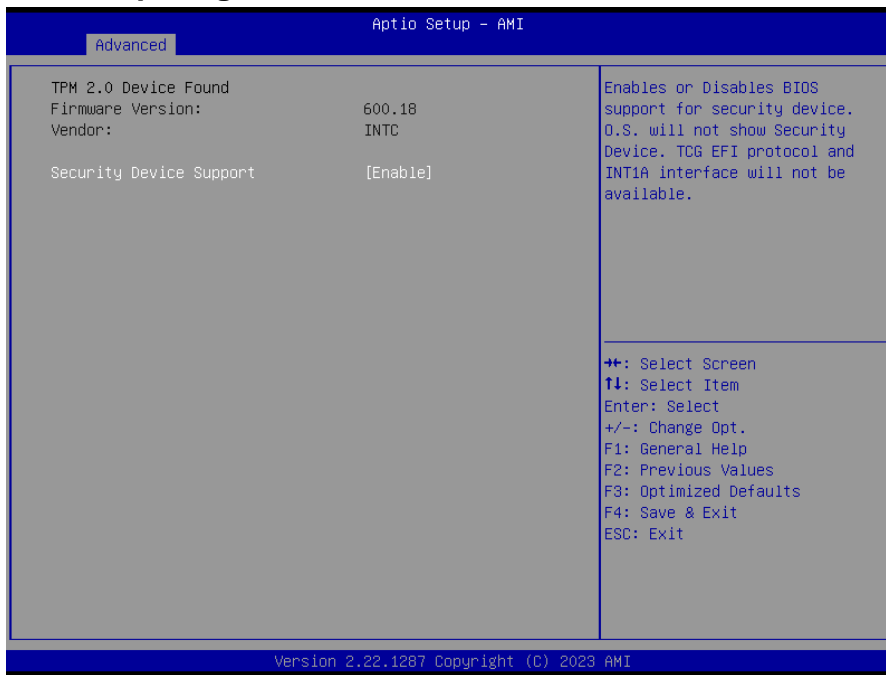 Aptio Setup - AMI
Advanced
TPM 2.0 Device Found
Firmware Version: 600.18
Vendor: INTC
Security Device Support [Enable]
Enables or Disables BIOS
support for security device.
O.S. will not show Security
Device. TCG EFI protocol and
INT1A interface will not be
available.
→←: Select Screen
↑↓: Select Item
Enter: Select
+/-: Change Opt.
F1: General Help
F2: Previous Values
F3: Optimized Defaults
F4: Save & Exit
ESC: Exit
Version 2.22.1287 Copyright (C) 2023 AMI